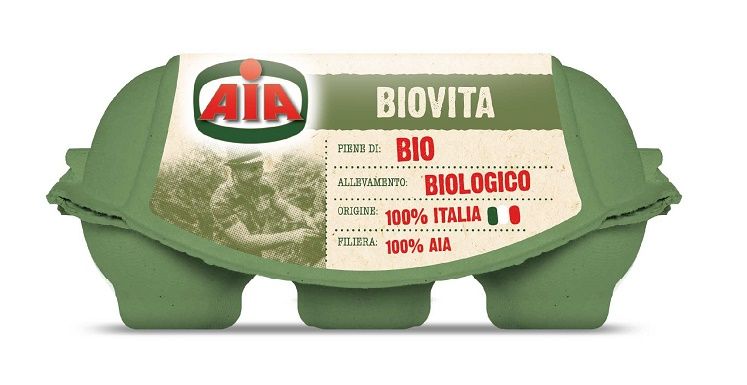 AIA
BIOVITA
PIENE DI: BIO
ALLEVAMENTO: BIOLOGICO
ORIGINE: 100% ITALIA
FILIERA: 100% AIA